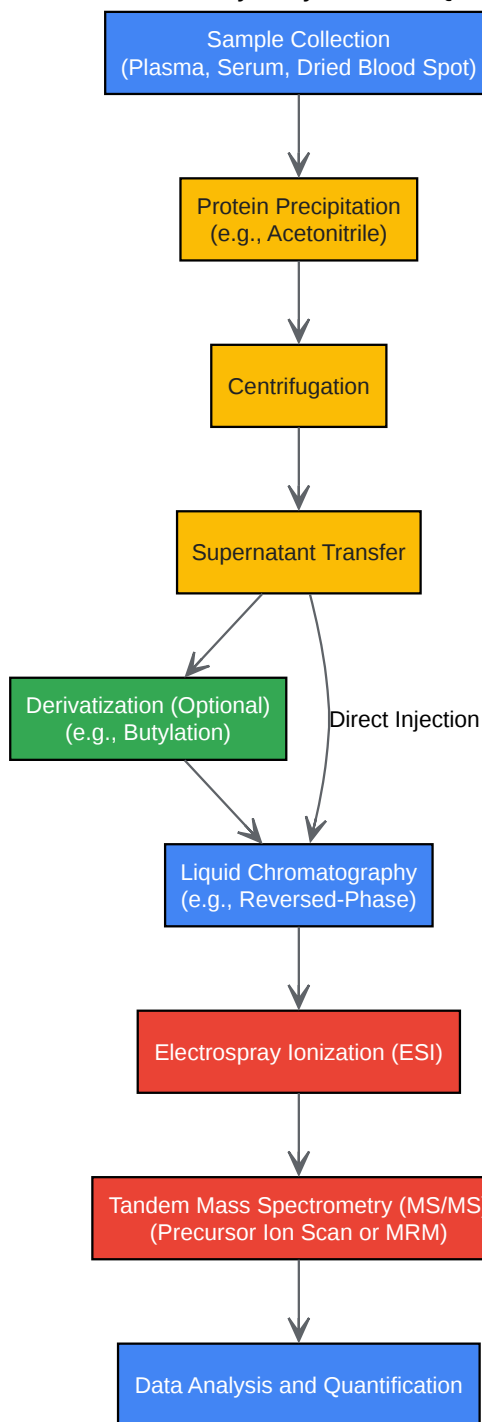 Sample Collection
(Plasma, Serum, Dried Blood Spot)
Protein Precipitation
(e.g., Acetonitrile)
Centrifugation
Supernatant Transfer
Derivatization (Optional)
(e.g., Butylation)
Direct Injection
Liquid Chromatography
(e.g., Reversed-Phase)
Electrospray Ionization (ESI)
Tandem Mass Spectrometry (MS/MS)
(Precursor Ion Scan or MRM)
Data Analysis and Quantification